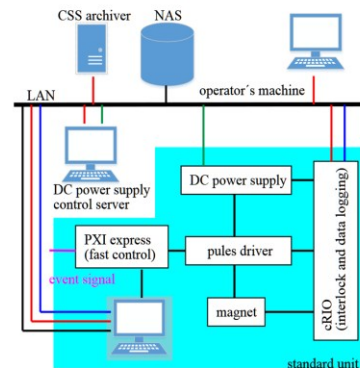 CSS archiver
NAS
operator´s machine
LAN
DC power supply
control server
DC power supply
PXI express
(fast control)
pules driver
event signal
magnet
cRIO
(interlock and data logging)
standard unit